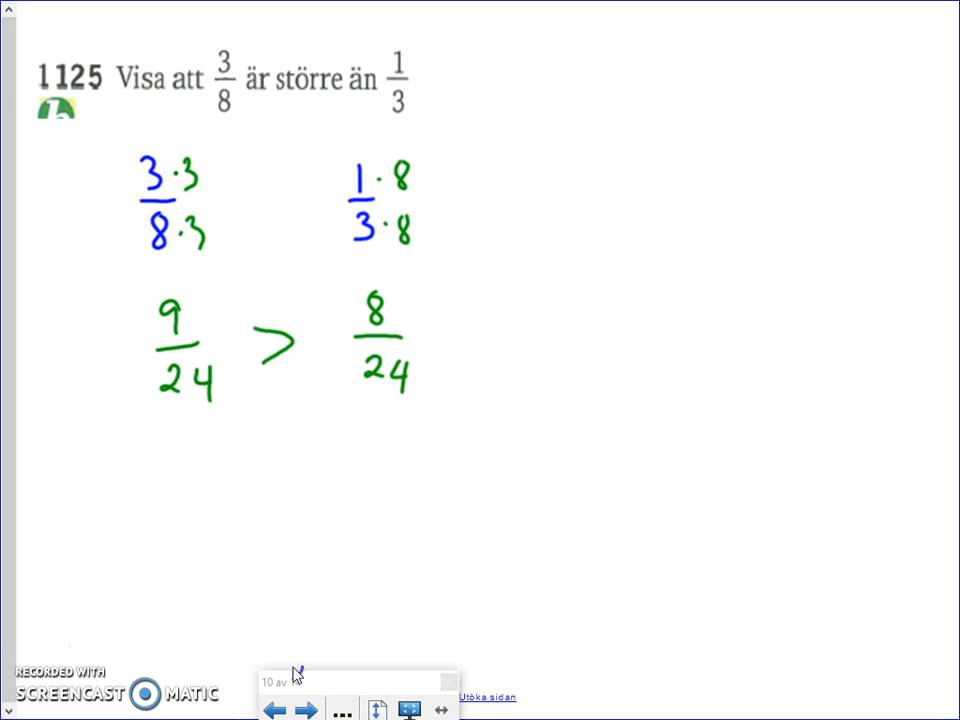 1125 Visa att 3/8 är större än 1/3
b
3·3 1·8
8·3 3·8
9/24 > 8/24
RECORDED WITH
SCREENCAST MATIC
10 av
Utöka sidan